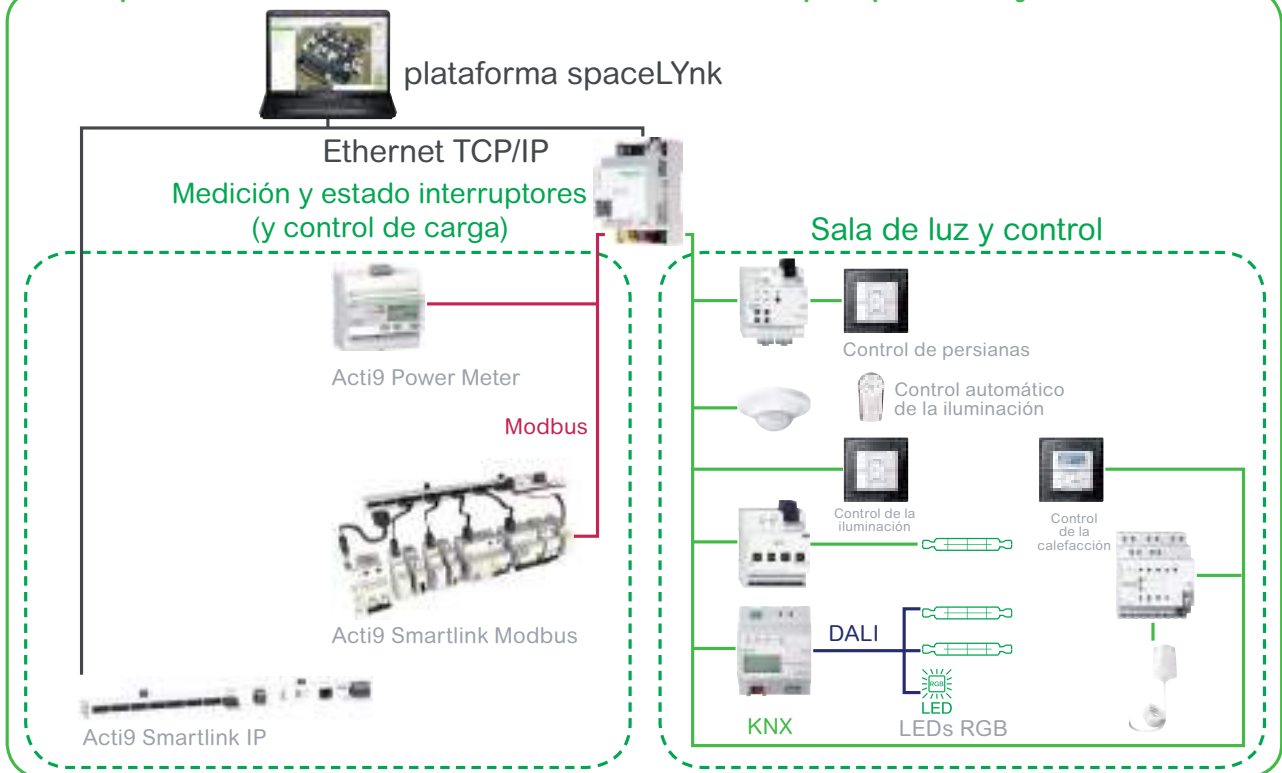 plataforma spaceLYnk
Ethernet TCP/IP
Medición y estado interruptores
(y control de carga)
Sala de luz y control
Acti9 Power Meter
Modbus
Acti9 Smartlink Modbus
Acti9 Smartlink IP
Control de persianas
Control automático
de la iluminación
Control de la
iluminación
Control
de la
calefacción
DALI
RGB
LED
LEDs RGB
KNX